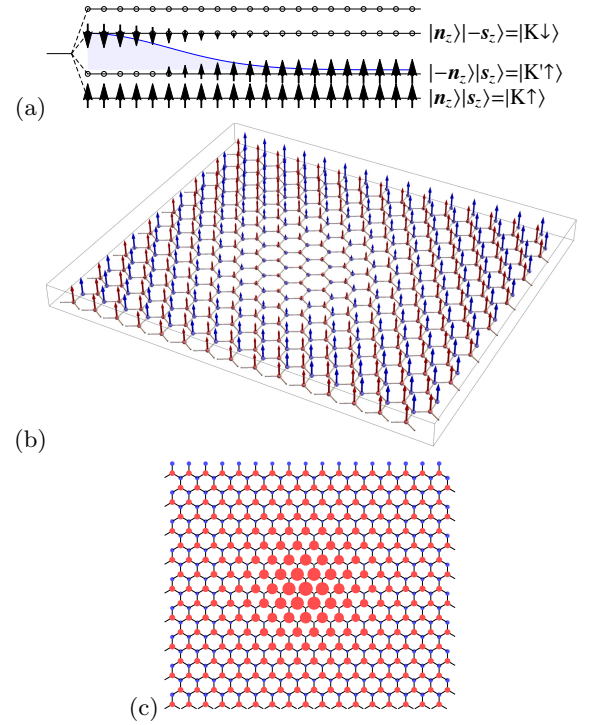 |n_z⟩|−s_z⟩=|K↓⟩
|−n_z⟩|s_z⟩=|K'↑⟩
|n_z⟩|s_z⟩=|K↑⟩
(a)
(b)
(c)